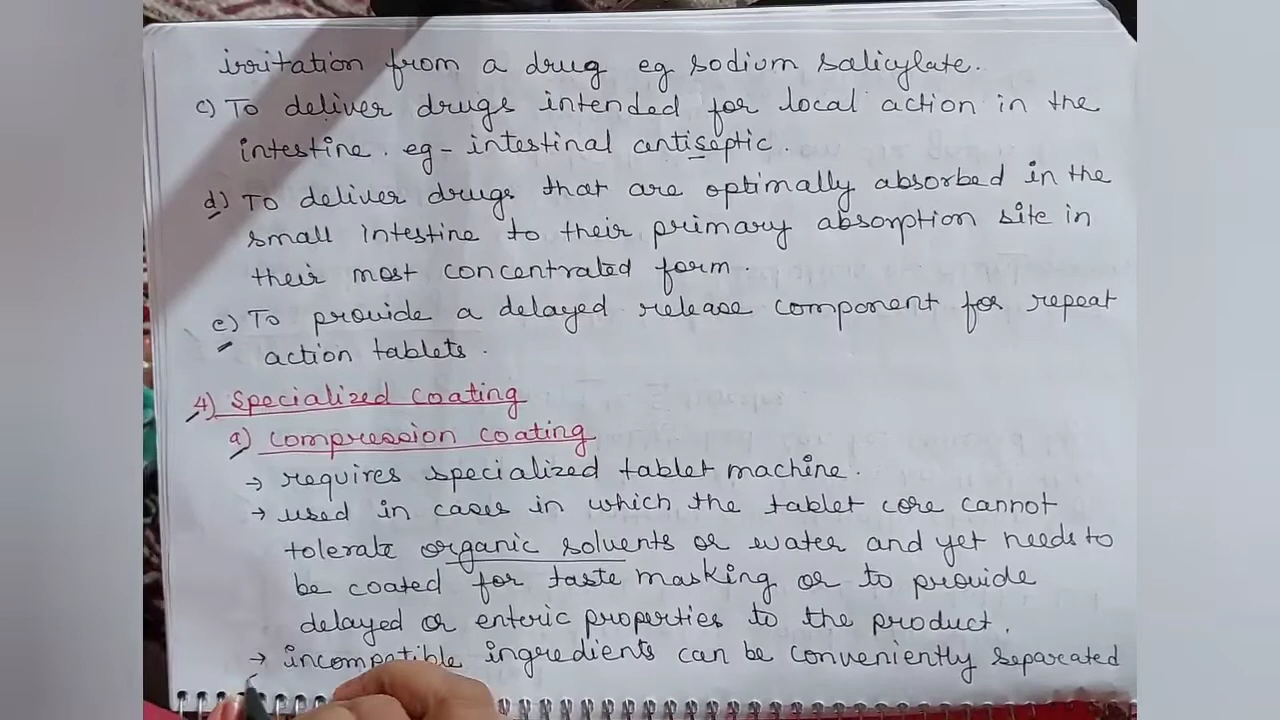 irritation from a drug eg sodium salicylate.
c) To deliver drugs intended for local action in the
intestine. eg - intestinal antiseptic.
d) To deliver drugs that are optimally absorbed in the
small intestine to their primary absorption site in
their most concentrated form.
e) To provide a delayed release component for repeat
action tablets.
4) Specialized coating
a) compression coating
→ requires specialized tablet machine.
→ used in cases in which the tablet core cannot
tolerate organic solvents or water and yet needs to
be coated for taste masking or to provide
delayed or enteric properties to the product.
→ incompatible ingredients can be conveniently separated